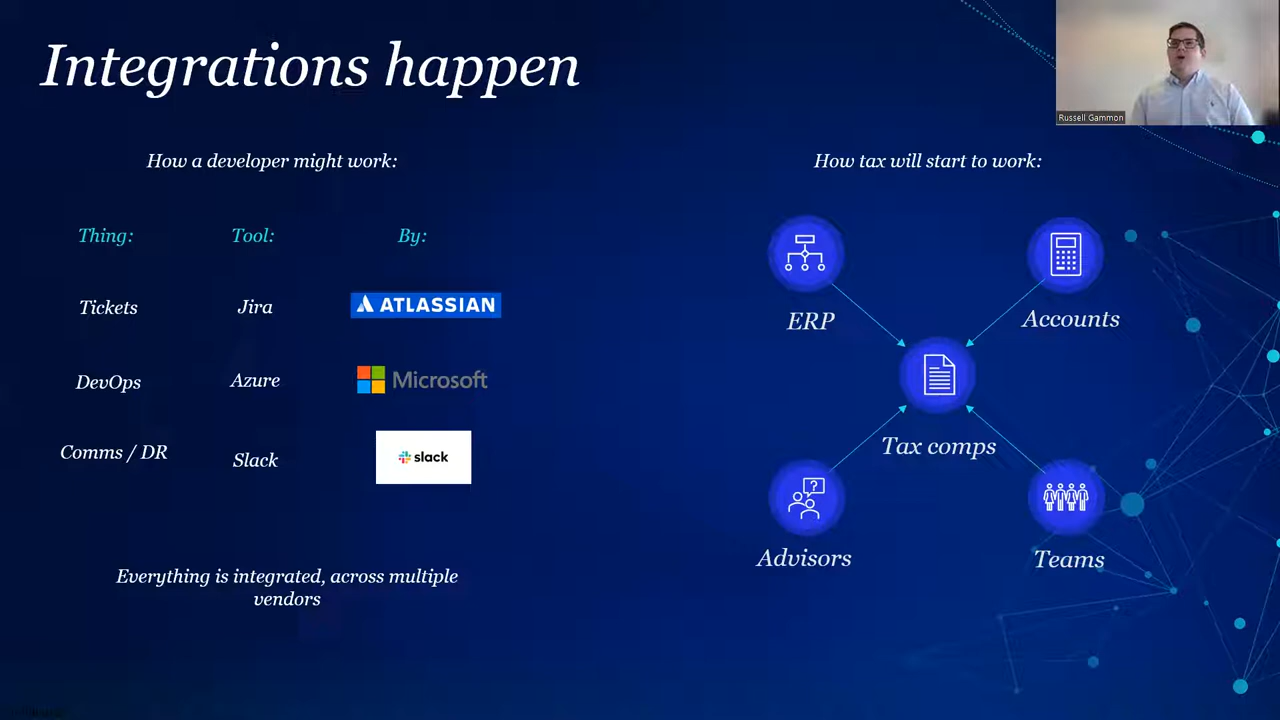 Integrations happen
Russell Gammon
How a developer might work:
Thing:
Tool:
By:
Tickets
Jira
ATLASSIAN
DevOps
Azure
Microsoft
Comms / DR
Slack
slack
Everything is integrated, across multiple
vendors
How tax will start to work:
ERP
Accounts
Tax comps
?
Advisors
Teams